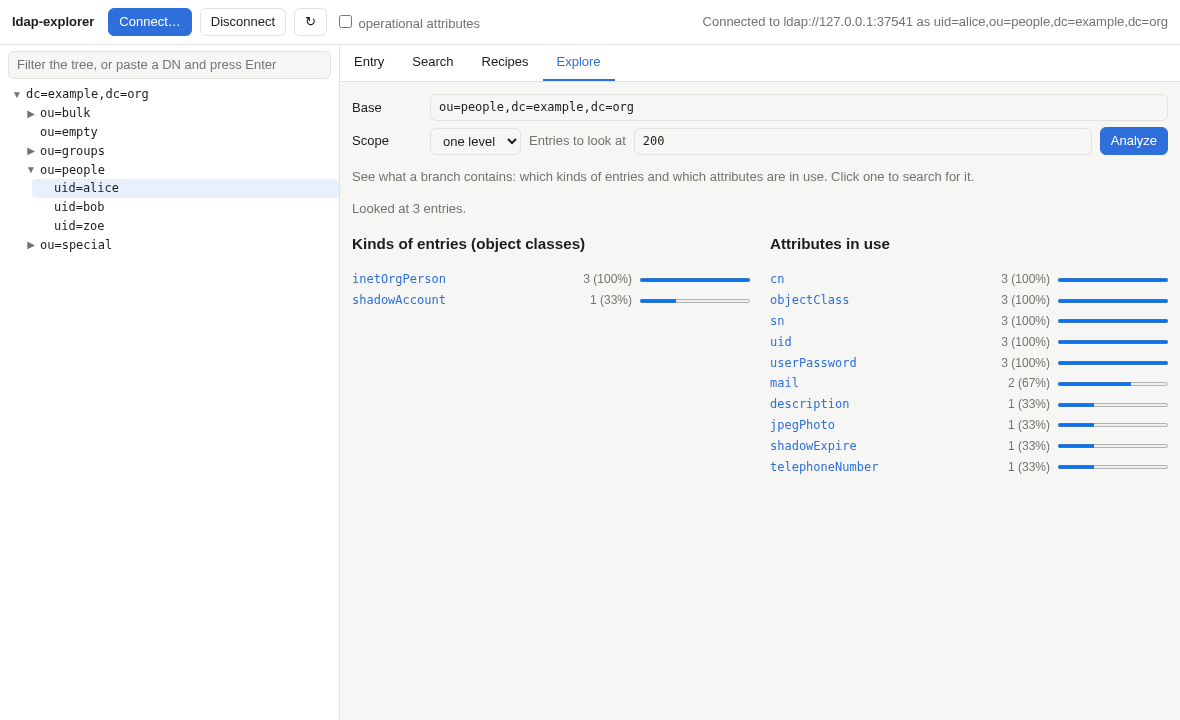 ldap-explorer Connect… Disconnect ↻ operational attributes Connected to ldap://127.0.0.1:37541 as uid=alice,ou=people,dc=example,dc=org
Filter the tree, or paste a DN and press Enter
▼ dc=example,dc=org
▶ ou=bulk
ou=empty
▶ ou=groups
▼ ou=people
uid=alice
uid=bob
uid=zoe
▶ ou=special
Entry Search Recipes Explore
Base ou=people,dc=example,dc=org
Scope one level Entries to look at 200 Analyze
See what a branch contains: which kinds of entries and which attributes are in use. Click one to search for it.
Looked at 3 entries.
Kinds of entries (object classes)
inetOrgPerson 3 (100%)
shadowAccount 1 (33%)
Attributes in use
cn 3 (100%)
objectClass 3 (100%)
sn 3 (100%)
uid 3 (100%)
userPassword 3 (100%)
mail 2 (67%)
description 1 (33%)
jpegPhoto 1 (33%)
shadowExpire 1 (33%)
telephoneNumber 1 (33%)